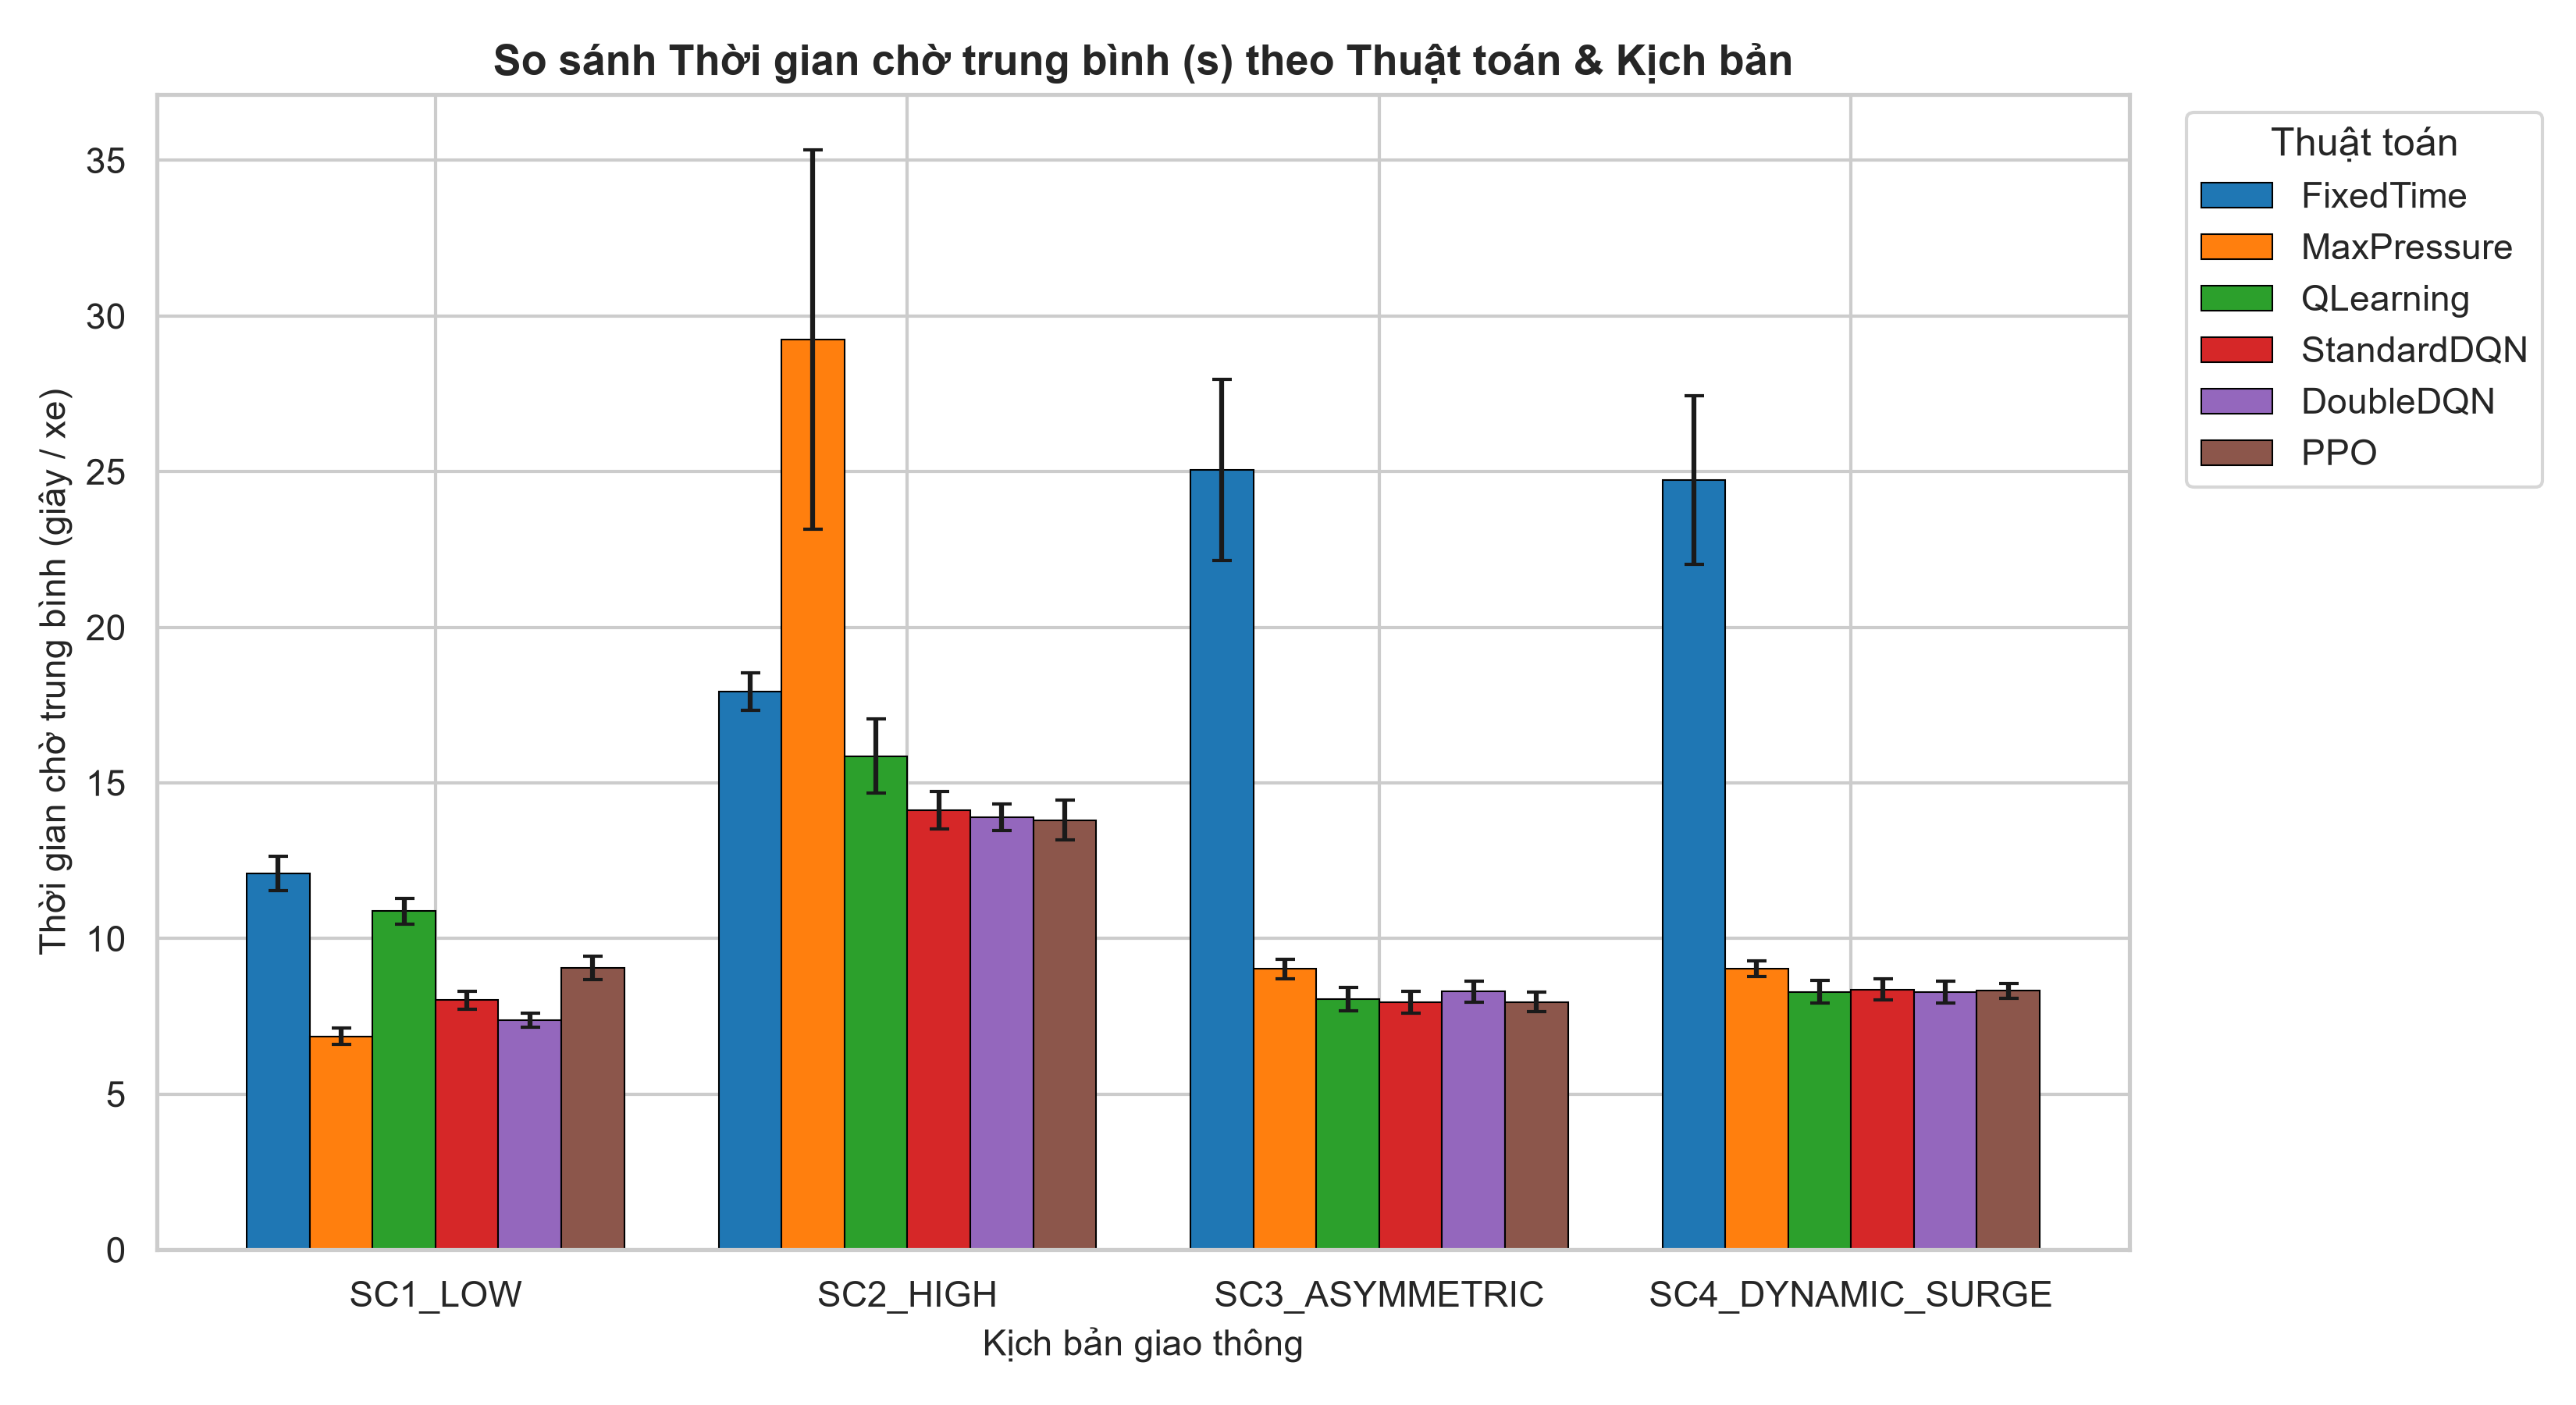 So sánh Thời gian chờ trung bình (s) theo Thuật toán & Kịch bản
Thời gian chờ trung bình (giây / xe)
35
30
25
20
15
10
5
0
SC1_LOW
SC2_HIGH
SC3_ASYMMETRIC
SC4_DYNAMIC_SURGE
Kịch bản giao thông
Thuật toán
FixedTime
MaxPressure
QLearning
StandardDQN
DoubleDQN
PPO